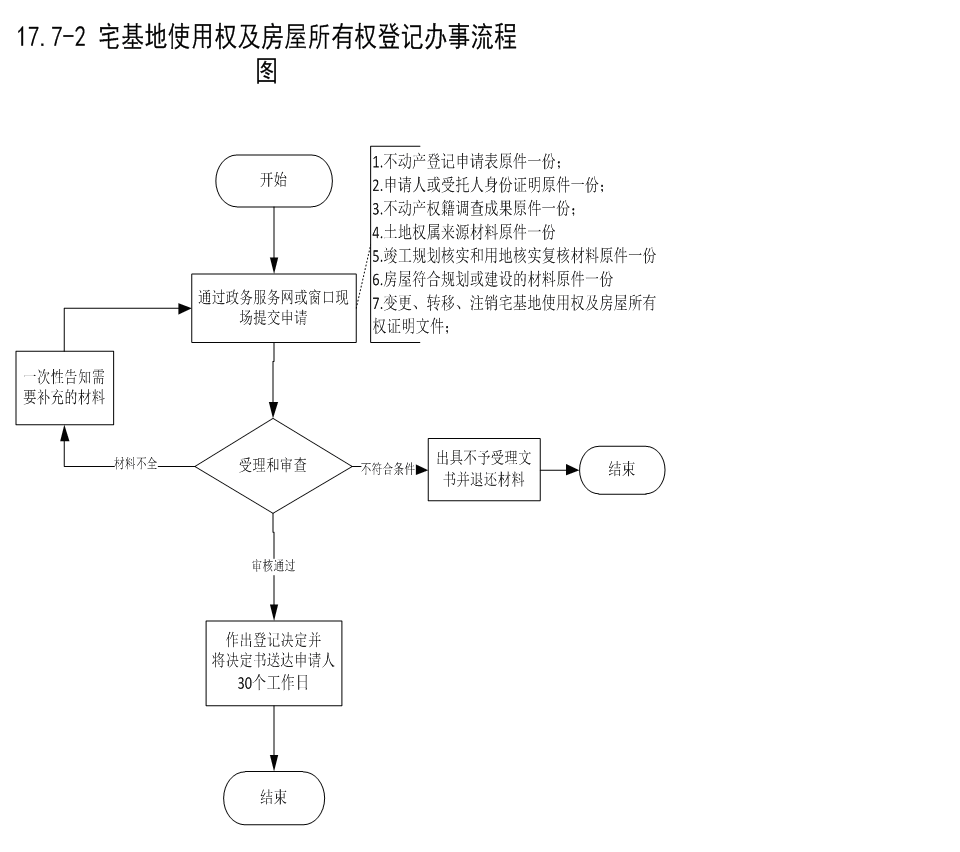 17.7-2 宅基地使用权及房屋所有权登记办事流程
图
开始
1.不动产登记申请表原件一份；
2.申请人或受托人身份证明原件一份；
3.不动产权籍调查成果原件一份；
4.土地权属来源材料原件一份
5.竣工规划核实和用地核实复核材料原件一份
6.房屋符合规划或建设的材料原件一份
7.变更、转移、注销宅基地使用权及房屋所有
权证明文件；
通过政务服务网或窗口现
场提交申请
一次性告知需
要补充的材料
材料不全
受理和审查
不符合条件
出具不予受理文
书并退还材料
结束
审核通过
作出登记决定并
将决定书送达申请人
30个工作日
结束